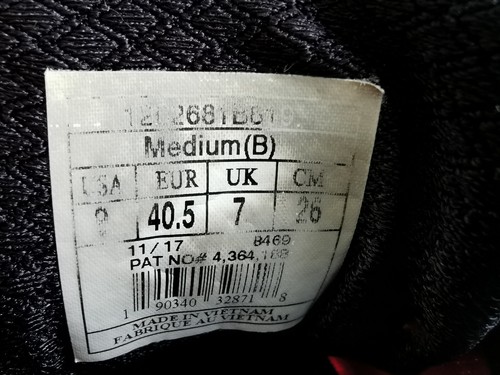 Medium(B)
USA EUR UK CM
9 40.5 7 26
11/17 8469
PAT NO# 4,364,188
1 90340 32871 8
MADE IN VIETNAM
FABRIQUE AU VIETNAM